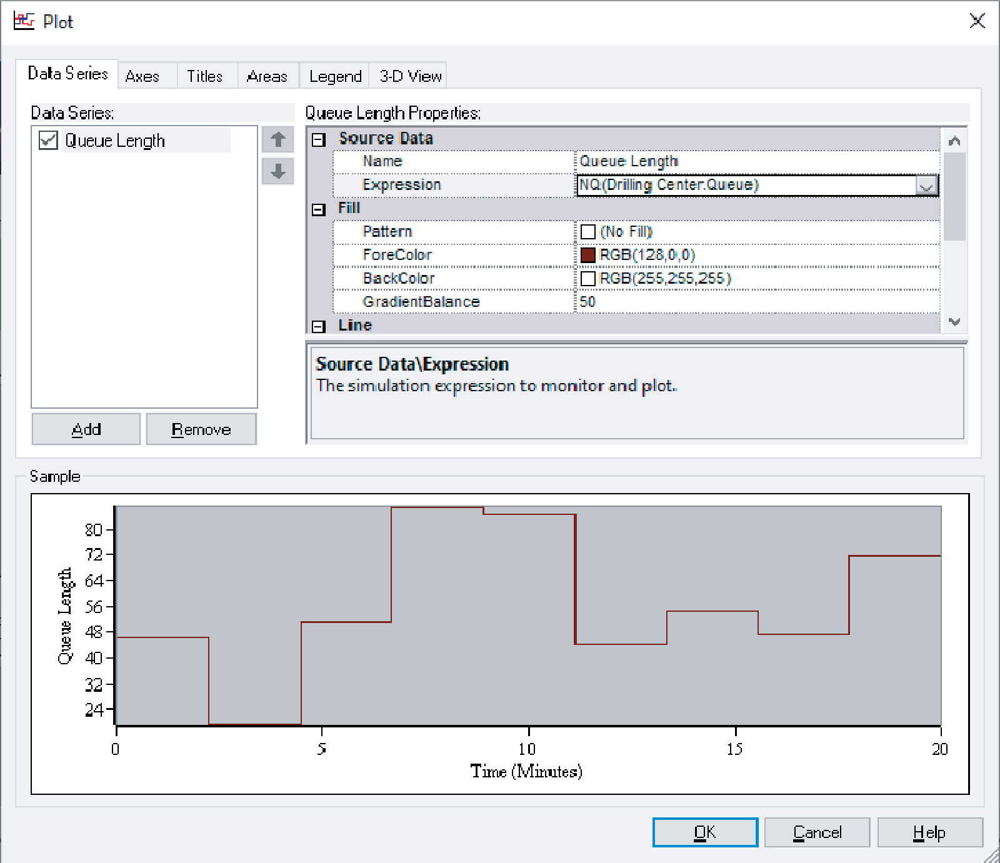 Plot
Data Series Axes Titles Areas Legend 3-D View
Data Series:
Queue Length
Add Remove
Queue Length Properties:
Source Data
Name Queue Length
Expression NQ(Drilling Center.Queue)
Fill
Pattern (No Fill)
ForeColor RGB(128,0,0)
BackColor RGB(255,255,255)
GradientBalance 50
Line
Source Data\Expression
The simulation expression to monitor and plot.
Sample
Queue Length
80
72
64
56
48
40
32
24
0 5 10 15 20
Time (Minutes)
OK Cancel Help